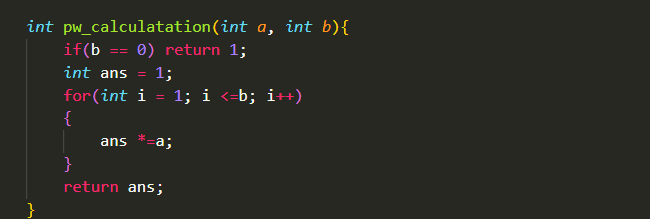 int pw_calculatation(int a, int b){
if(b == 0) return 1;
int ans = 1;
for(int i = 1; i <=b; i++)
{
ans *=a;
}
return ans;
}